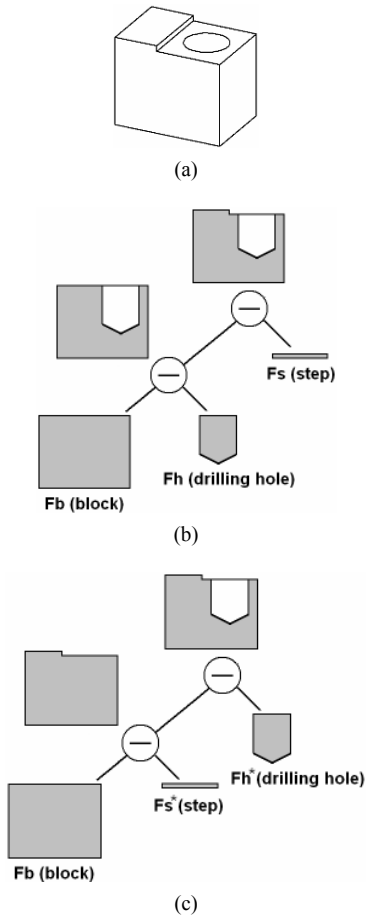 (a)
Fs (step)
Fh (drilling hole)
Fb (block)
(b)
Fh*(drilling hole)
Fs*(step)
Fb (block)
(c)